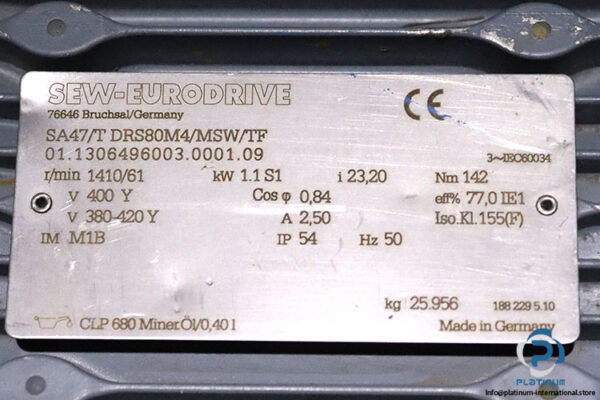 SEW-EURODRIVE
76646 Bruchsal/Germany
CE
SA47/T DRS80M4/MSW/TF
01.1306496003.0001.09
3~IEC60034
r/min 1410/61 kW 1.1 S1 i 23,20 Nm 142
V 400 Y Cos φ 0,84 eff% 77,0 IE1
V 380-420 Y A 2,50 Iso.Kl. 155(F)
IM M1B IP 54 Hz 50
kg 25.956 188 229 5.10
CLP 680 Miner.Öl/0,40 l Made in Germany
PLATINUM
info@platinum-international.store